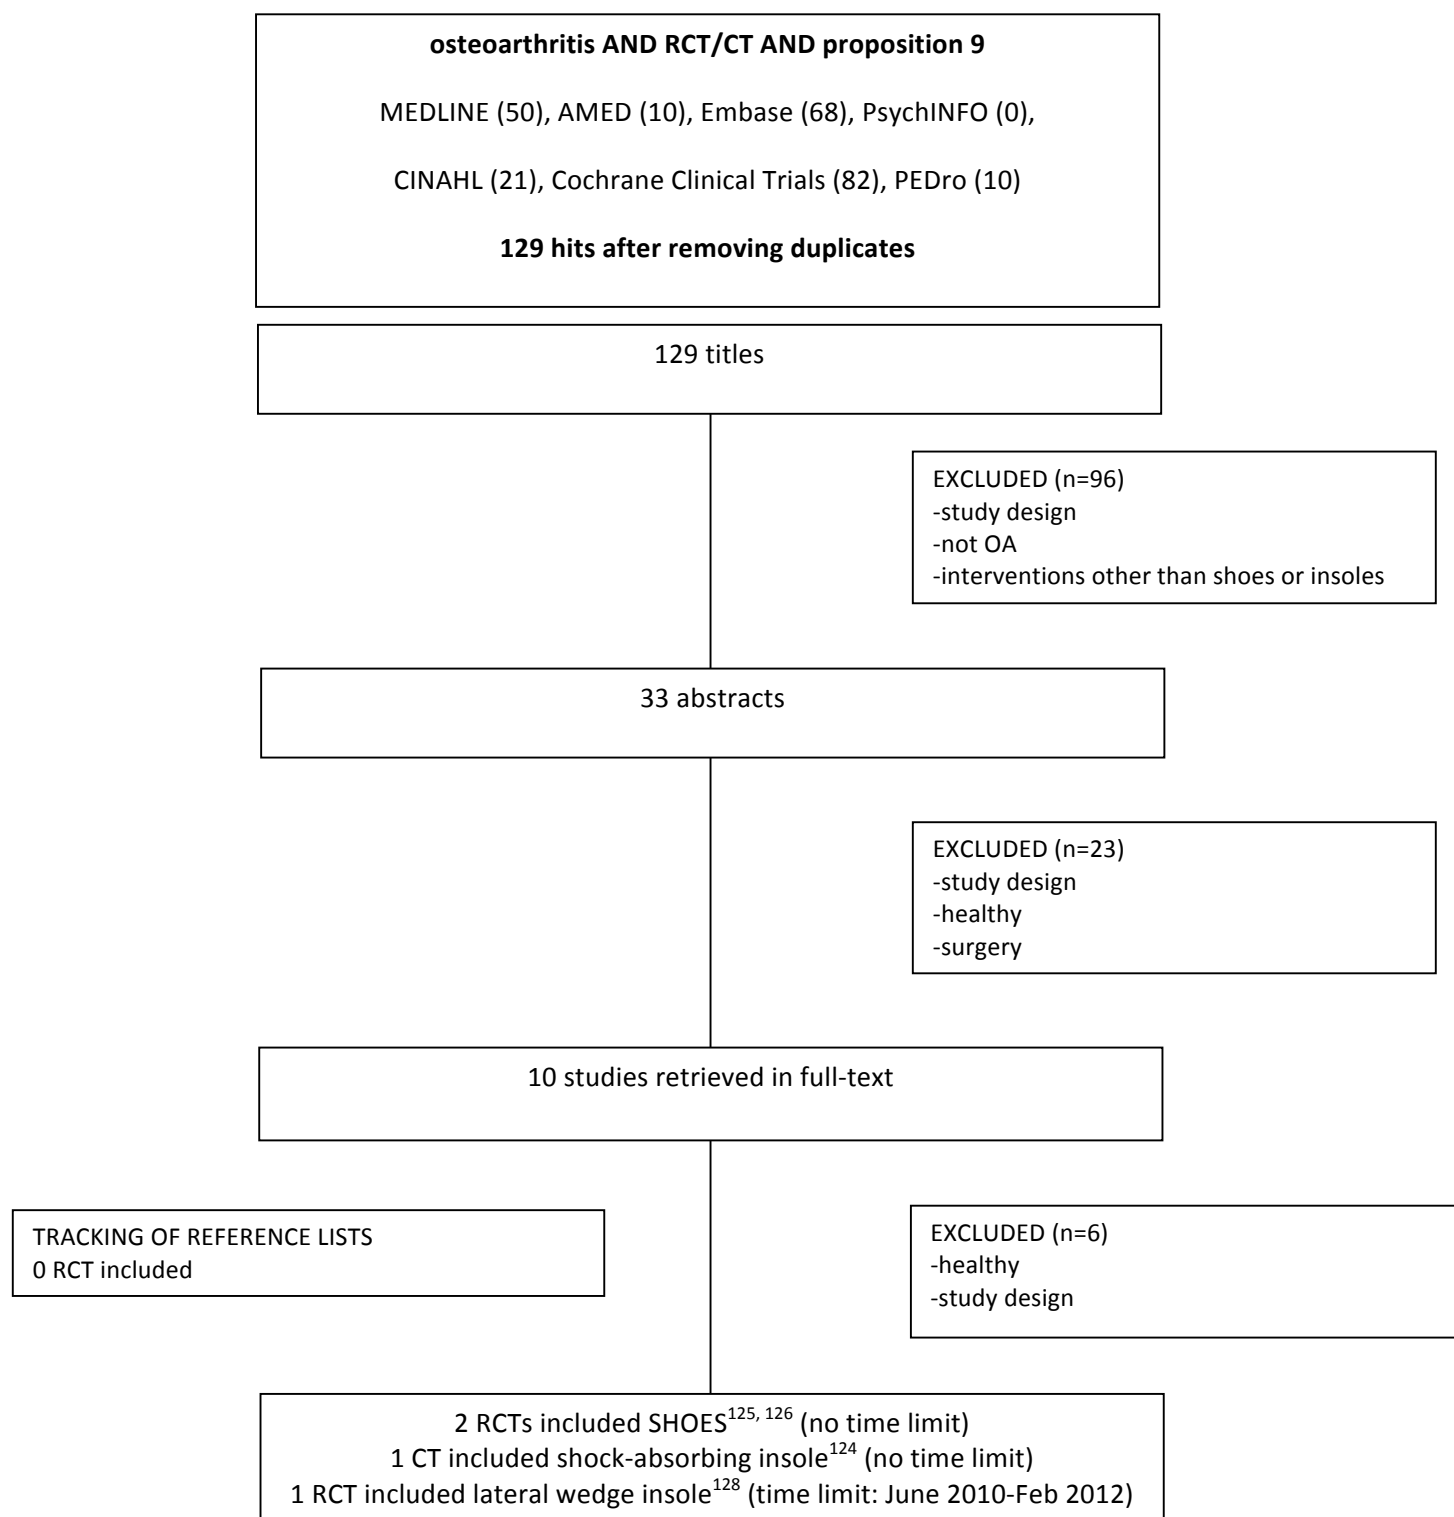 osteoarthritis AND RCT/CT AND proposition 9
MEDLINE (50), AMED (10), Embase (68), PsychINFO (0),
CINAHL (21), Cochrane Clinical Trials (82), PEDro (10)
129 hits after removing duplicates
129 titles
EXCLUDED (n=96)
-study design
-not OA
-interventions other than shoes or insoles
33 abstracts
EXCLUDED (n=23)
-study design
-healthy
-surgery
10 studies retrieved in full-text
TRACKING OF REFERENCE LISTS
0 RCT included
EXCLUDED (n=6)
-healthy
-study design
2 RCTs included SHOES125, 126 (no time limit)
1 CT included shock-absorbing insole124 (no time limit)
1 RCT included lateral wedge insole128 (time limit: June 2010-Feb 2012)